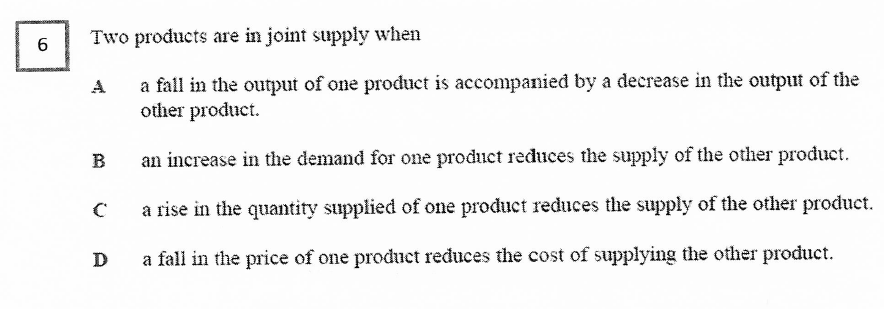 6 Two products are in joint supply when
A a fall in the output of one product is accompanied by a decrease in the output of the
other product.
B an increase in the demand for one product reduces the supply of the other product.
C a rise in the quantity supplied of one product reduces the supply of the other product.
D a fall in the price of one product reduces the cost of supplying the other product.